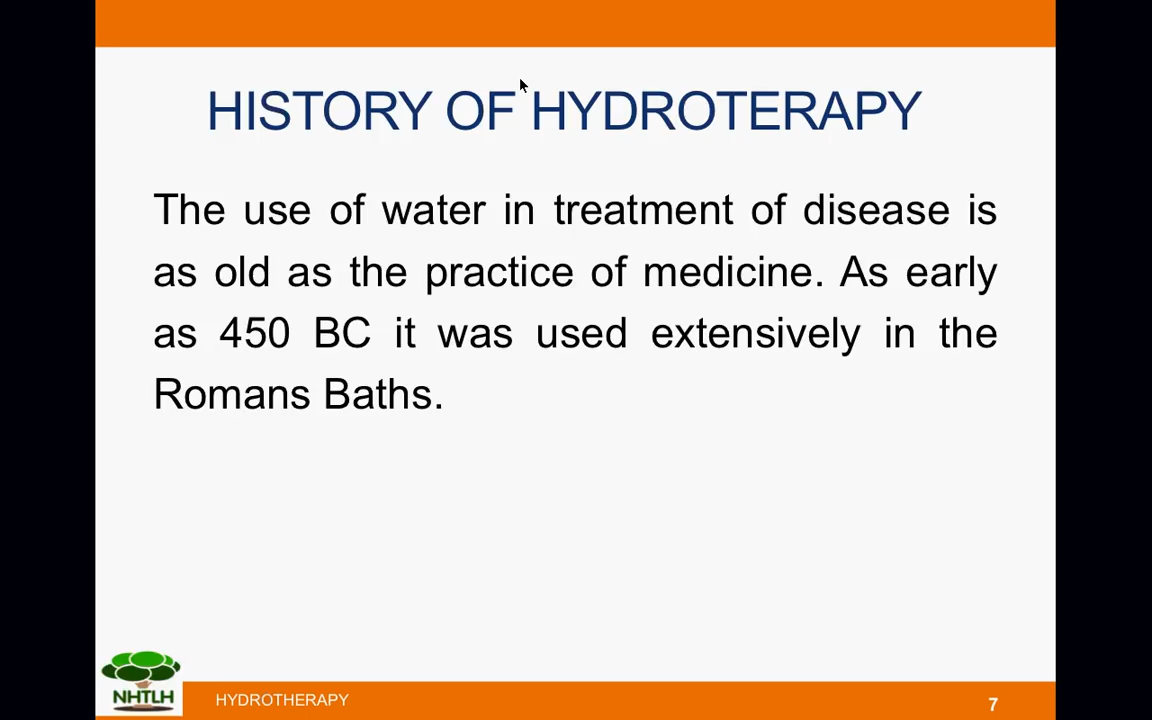 HISTORY OF HYDROTERAPY
The use of water in treatment of disease is
as old as the practice of medicine. As early
as 450 BC it was used extensively in the
Romans Baths.
NHTLH
HYDROTHERAPY
7